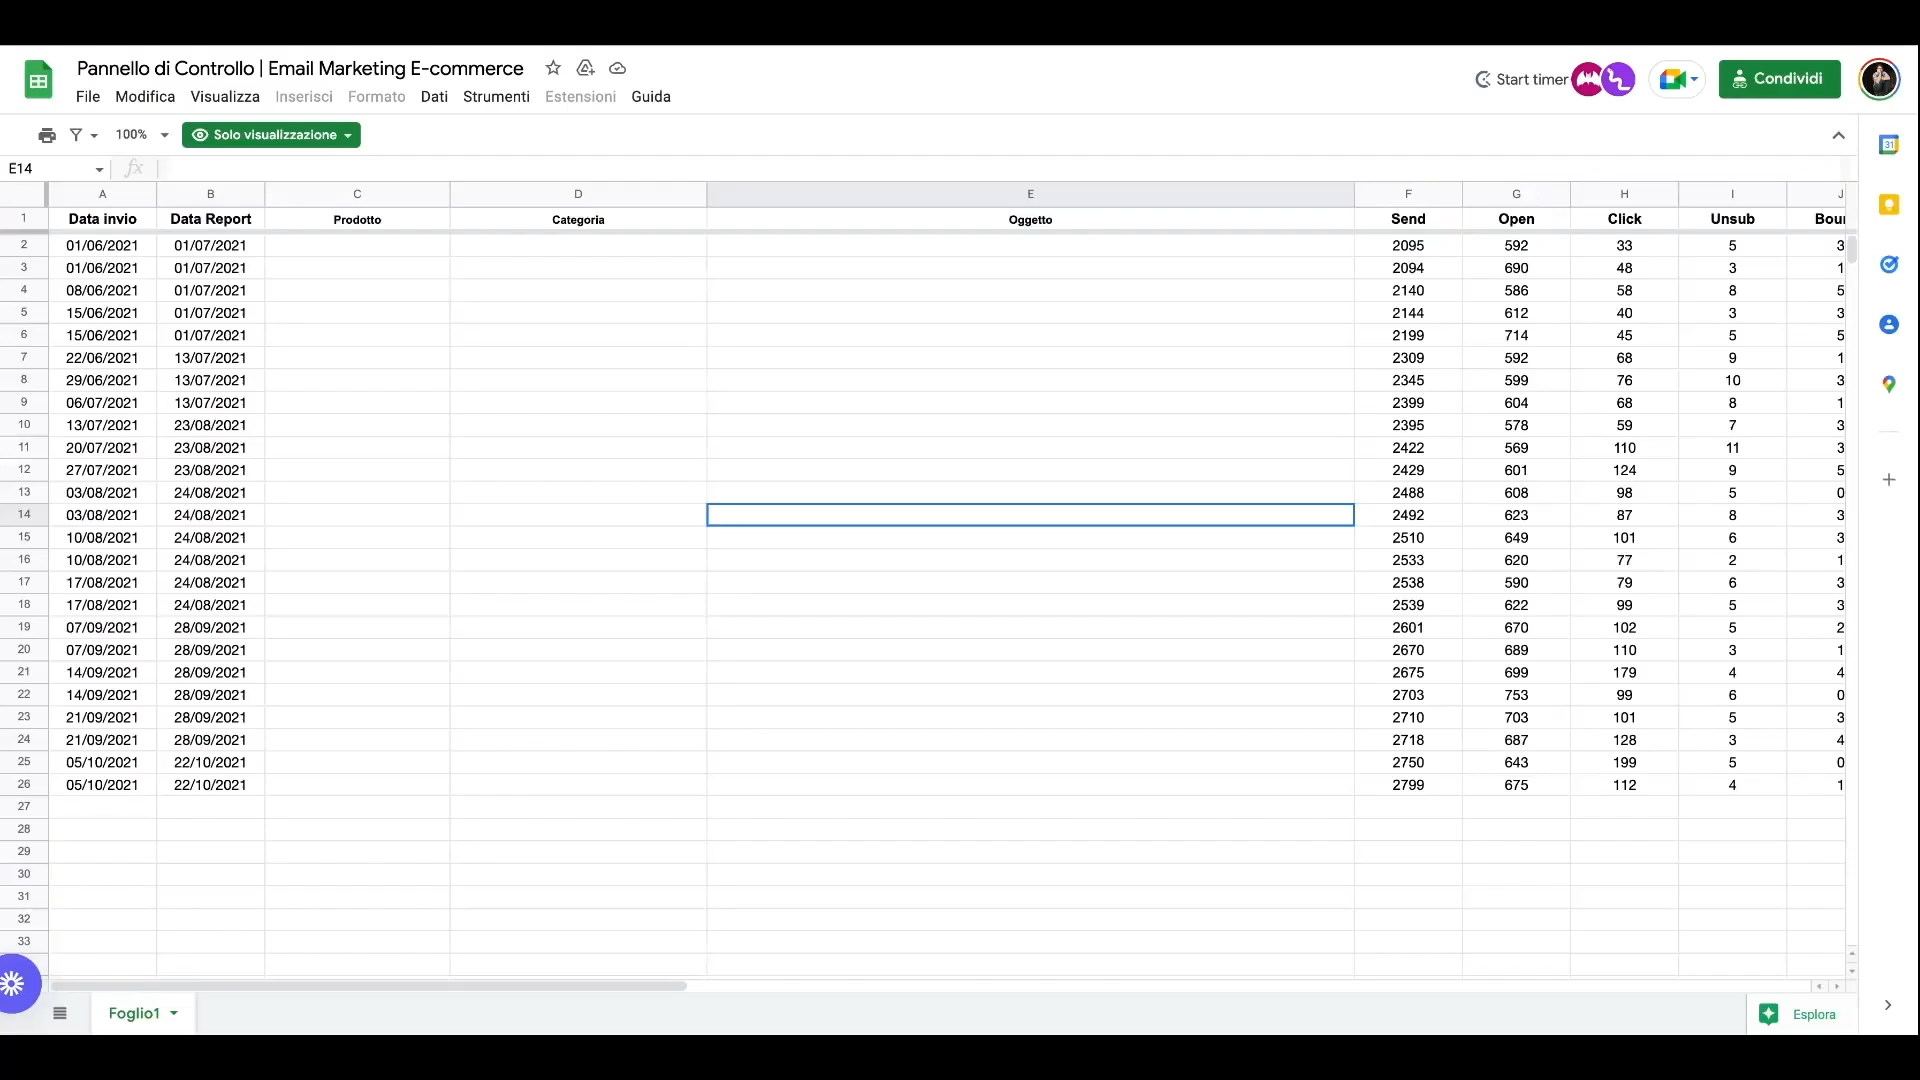 Pannello di Controllo | Email Marketing E-commerce
Start timer
Condividi
File Modifica Visualizza Inserisci Formato Dati Strumenti Estensioni Guida
100% Solo visualizzazione
31
E14 fx
A B C D E F G H I J
1 Data invio Data Report Prodotto Categoria Oggetto Send Open Click Unsub Bou
2 01/06/2021 01/07/2021 2095 592 33 5 3
3 01/06/2021 01/07/2021 2094 690 48 3 1
4 08/06/2021 01/07/2021 2140 586 58 8 5
5 15/06/2021 01/07/2021 2144 612 40 3 3
6 15/06/2021 01/07/2021 2199 714 45 5 5
7 22/06/2021 13/07/2021 2309 592 68 9 1
8 29/06/2021 13/07/2021 2345 599 76 10 3
9 06/07/2021 13/07/2021 2399 604 68 8 1
10 13/07/2021 23/08/2021 2395 578 59 7 3
11 20/07/2021 23/08/2021 2422 569 110 11 3
12 27/07/2021 23/08/2021 2429 601 124 9 5
13 03/08/2021 24/08/2021 2488 608 98 5 0
14 03/08/2021 24/08/2021 2492 623 87 8 3
15 10/08/2021 24/08/2021 2510 649 101 6 3
16 10/08/2021 24/08/2021 2533 620 77 2 1
17 17/08/2021 24/08/2021 2538 590 79 6 3
18 17/08/2021 24/08/2021 2539 622 99 5 3
19 07/09/2021 28/09/2021 2601 670 102 5 2
20 07/09/2021 28/09/2021 2670 689 110 3 1
21 14/09/2021 28/09/2021 2675 699 179 4 4
22 14/09/2021 28/09/2021 2703 753 99 6 0
23 21/09/2021 28/09/2021 2710 703 101 5 3
24 21/09/2021 28/09/2021 2718 687 128 3 4
25 05/10/2021 22/10/2021 2750 643 199 5 0
26 05/10/2021 22/10/2021 2799 675 112 4 1
27
28
29
30
31
32
33
Foglio1
Esplora